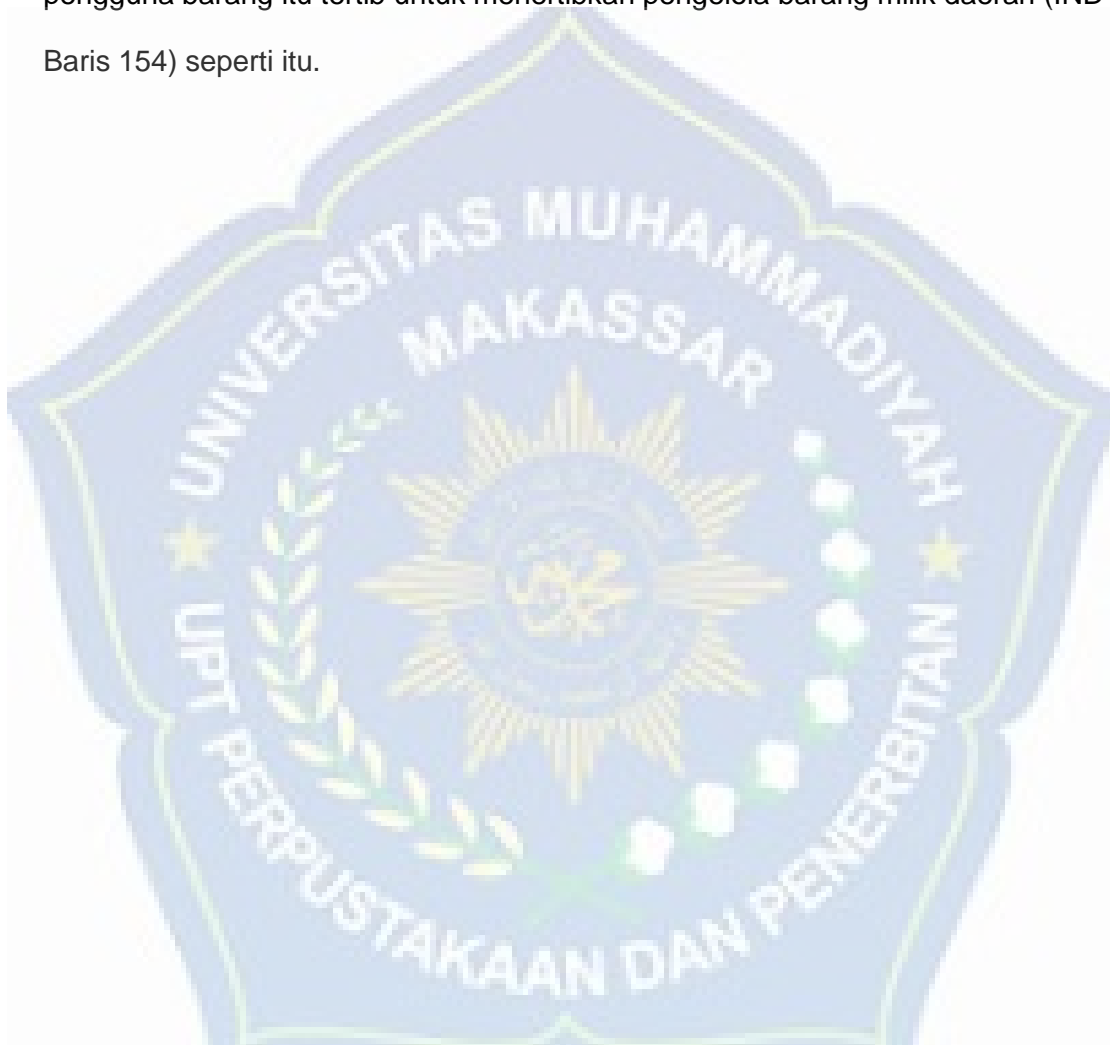 pengguna barang itu tertib untuk menertibkan pengelola barang milik daerah (IND
Baris 154) seperti itu.
UNIVERSITAS MUHAMMADIYAH
MAKASSAR
UPT PERPUSTAKAAN DAN PENERBITAN